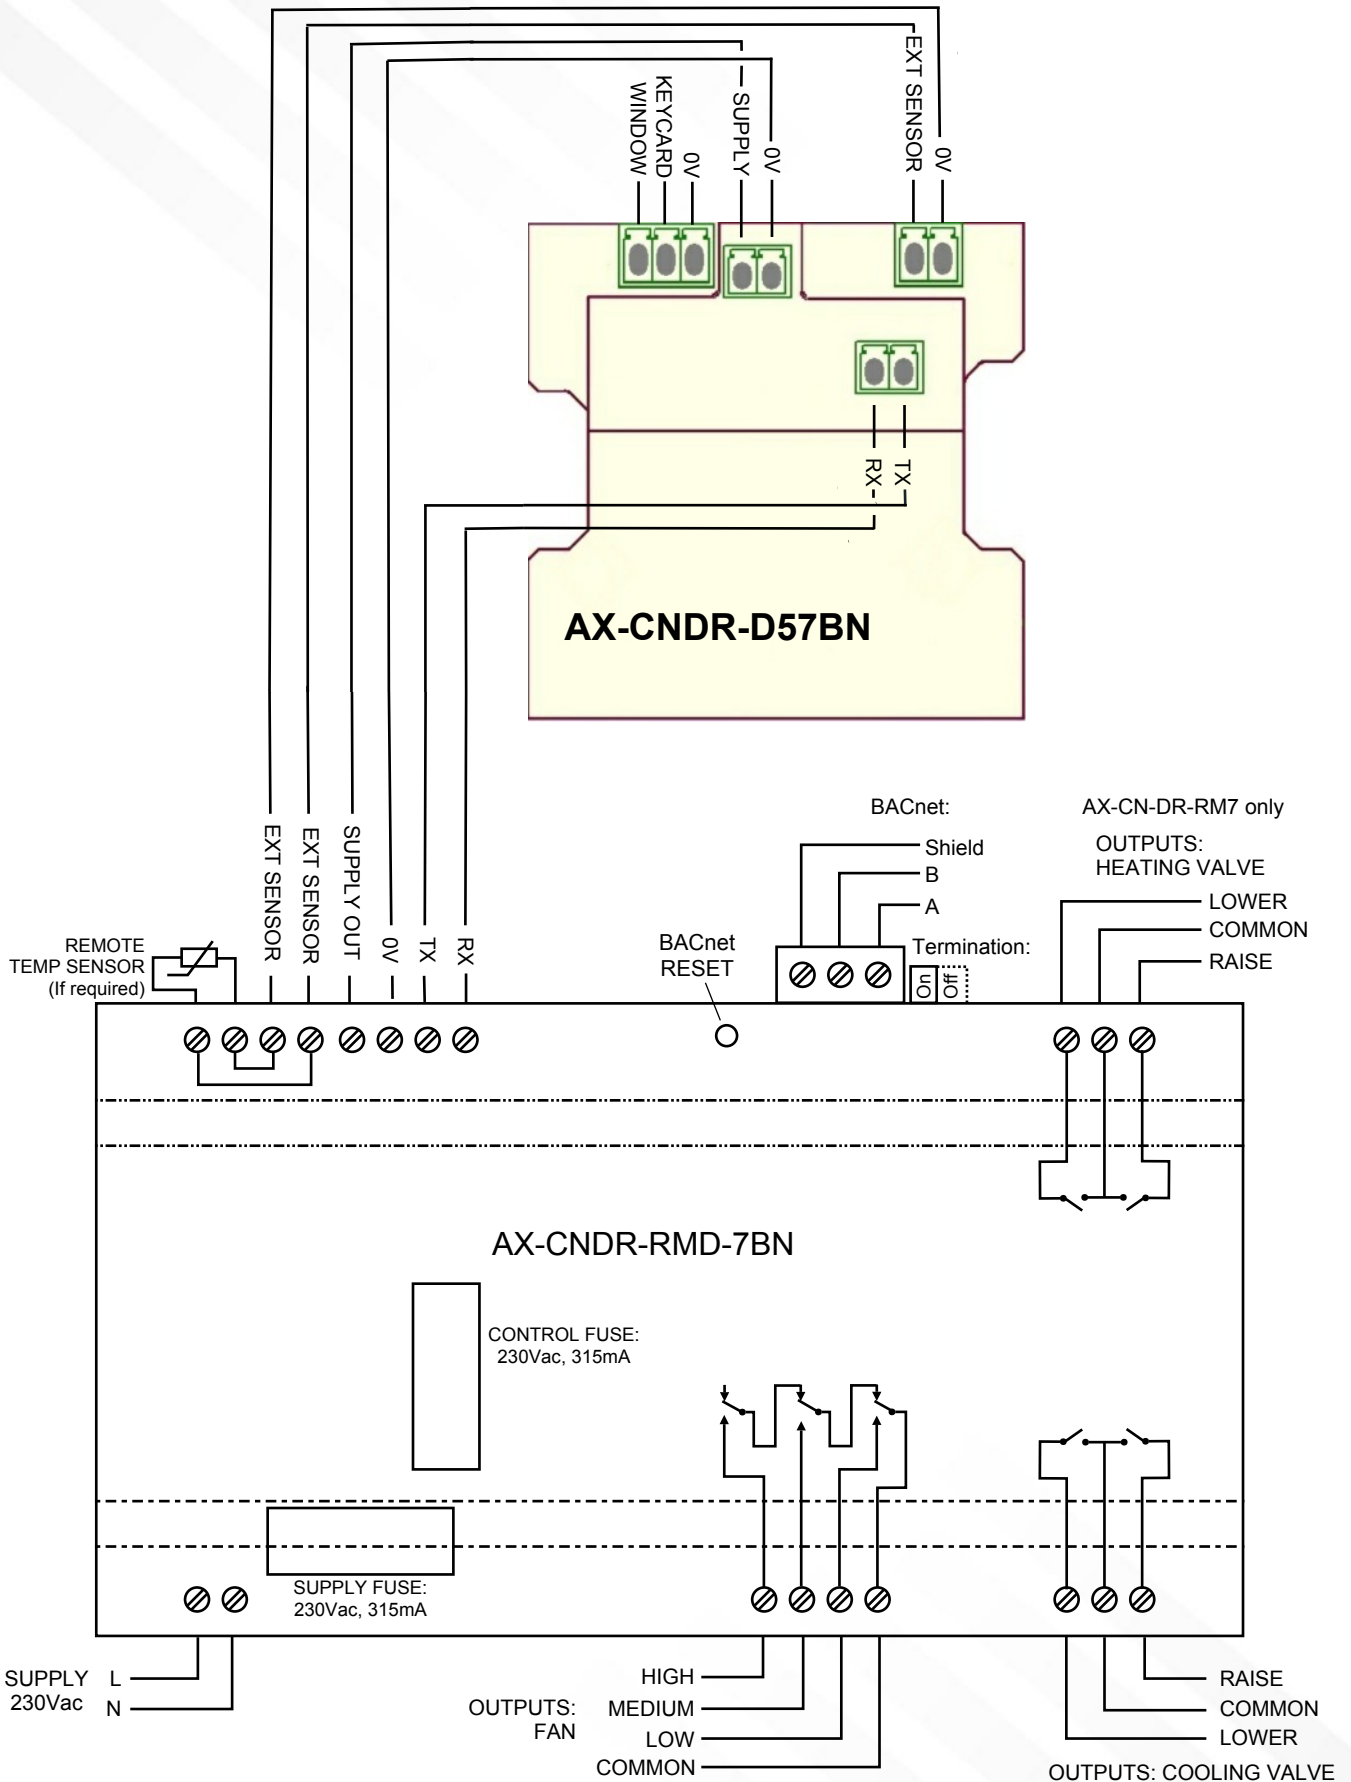 EXT SENSOR
0V
WINDOW
KEYCARD
0V
SUPPLY
0V
RX
TX
AX-CNDR-D57BN
EXT SENSOR
EXT SENSOR
SUPPLY OUT
0V
TX
RX
REMOTE
TEMP SENSOR
(If required)
BACnet
RESET
BACnet:
Shield
B
A
Termination:
On
Off
AX-CN-DR-RM7 only
OUTPUTS:
HEATING VALVE
LOWER
COMMON
RAISE
AX-CNDR-RMD-7BN
CONTROL FUSE:
230Vac, 315mA
SUPPLY FUSE:
230Vac, 315mA
SUPPLY L
230Vac N
OUTPUTS:
FAN
HIGH
MEDIUM
LOW
COMMON
RAISE
COMMON
LOWER
OUTPUTS: COOLING VALVE